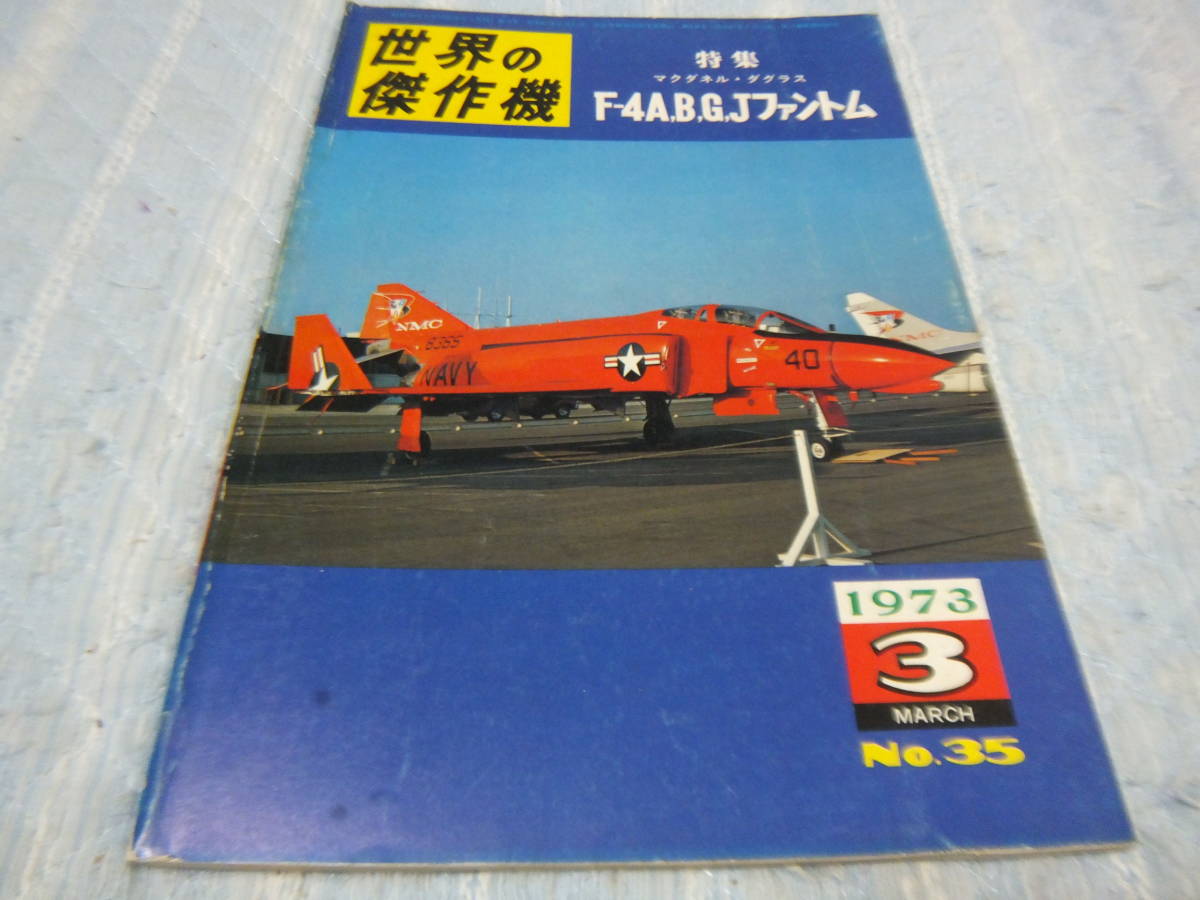 世界の
傑作機
特集
マクダネル・ダグラス
F-4A,B,G,Jファントム
NMC
6355
NAVY
40
NMC
1973
3
MARCH
No.35